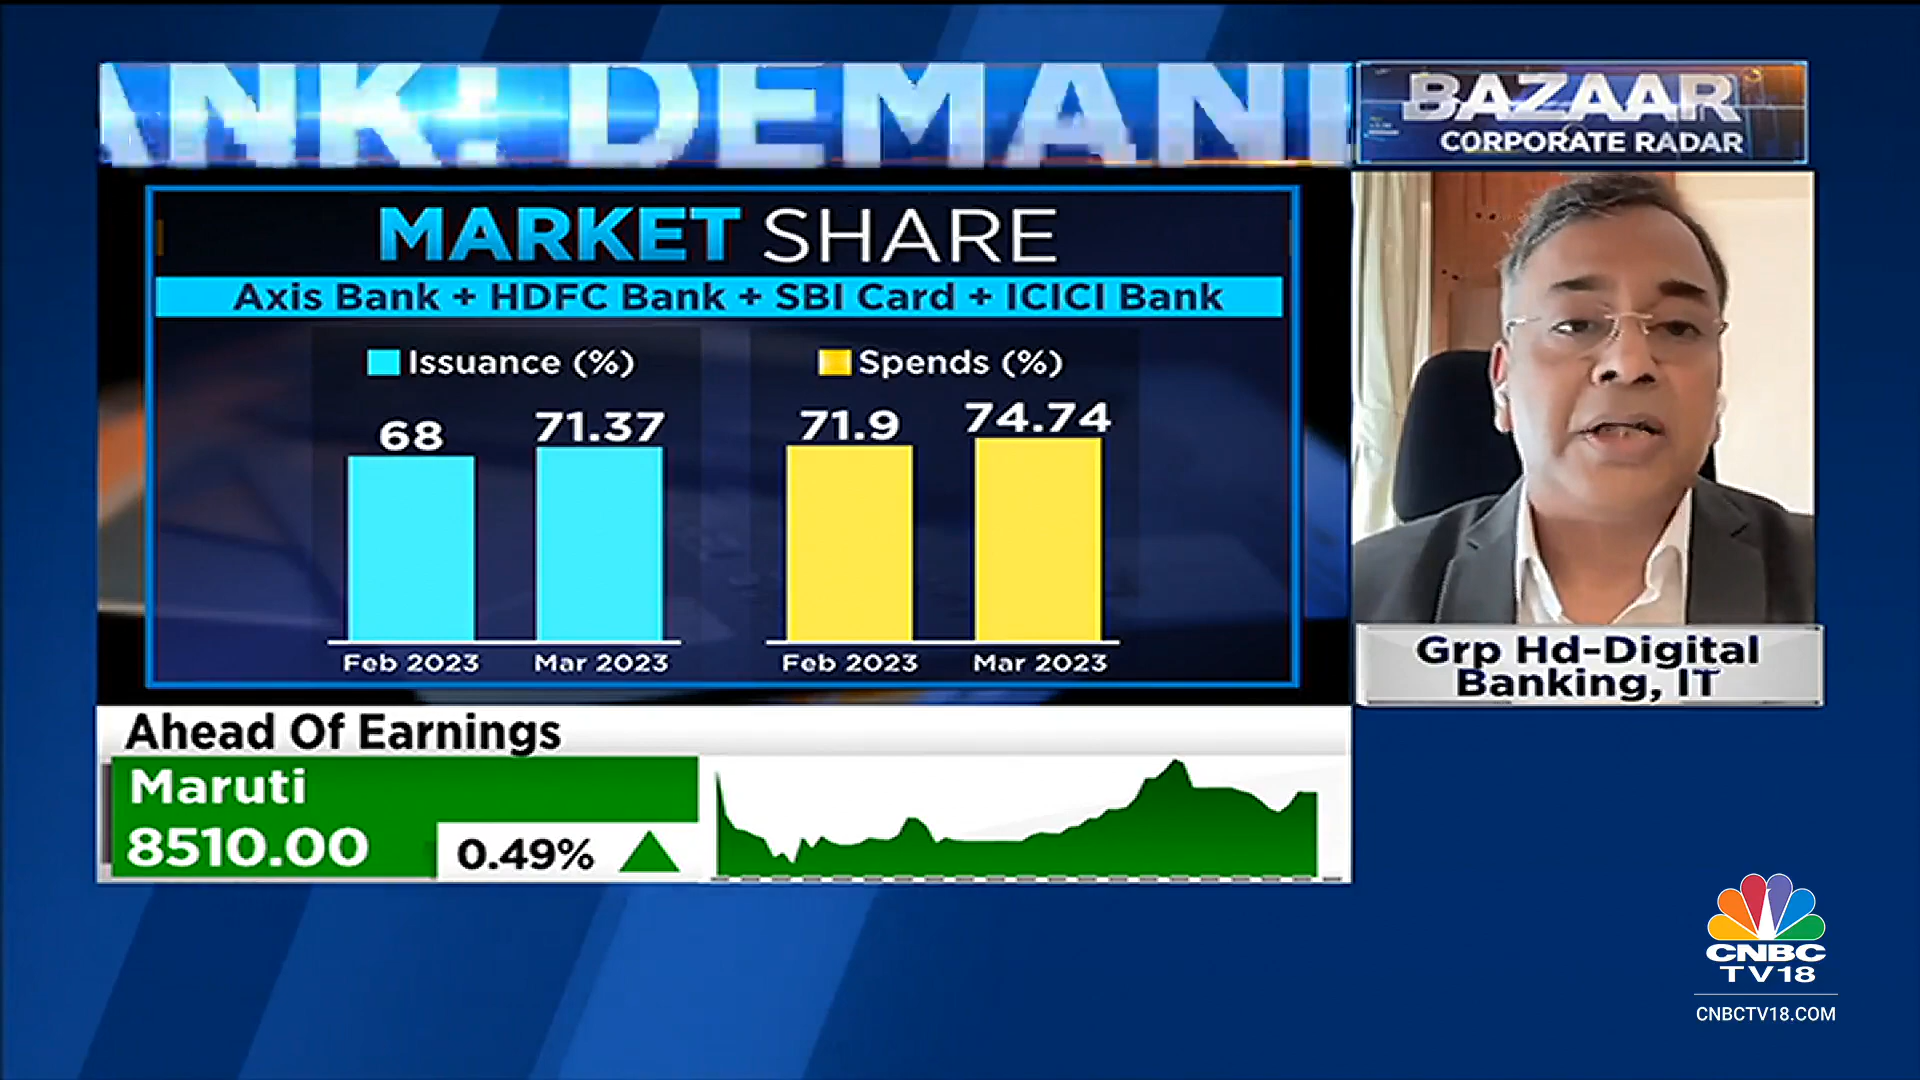 ANK! DEMAN
BAZAAR
CORPORATE RADAR
MARKET SHARE
Axis Bank + HDFC Bank + SBI Card + ICICI Bank
Issuance (%)
Spends (%)
68
71.37
71.9
74.74
Feb 2023
Mar 2023
Feb 2023
Mar 2023
Grp Hd-Digital
Banking, IT
Ahead Of Earnings
Maruti
8510.00
0.49%
CNBC
TV18
CNBCTV18.COM